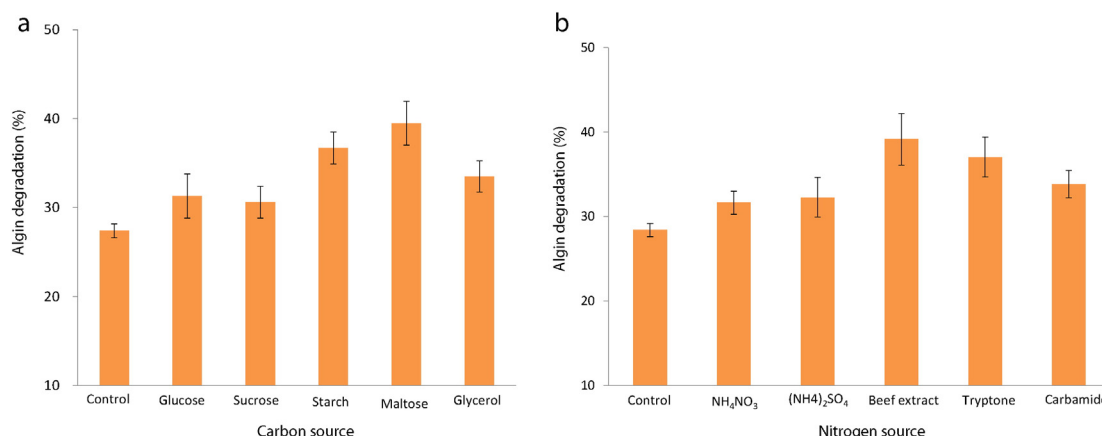 a
50
40
30
20
10
Algin degradation (%)
Control Glucose Sucrose Starch Maltose Glycerol
Carbon source
b
50
40
30
20
10
Algin degradation (%)
Control NH₄NO₃ (NH4)₂SO₄ Beef extract Tryptone Carbamide
Nitrogen source